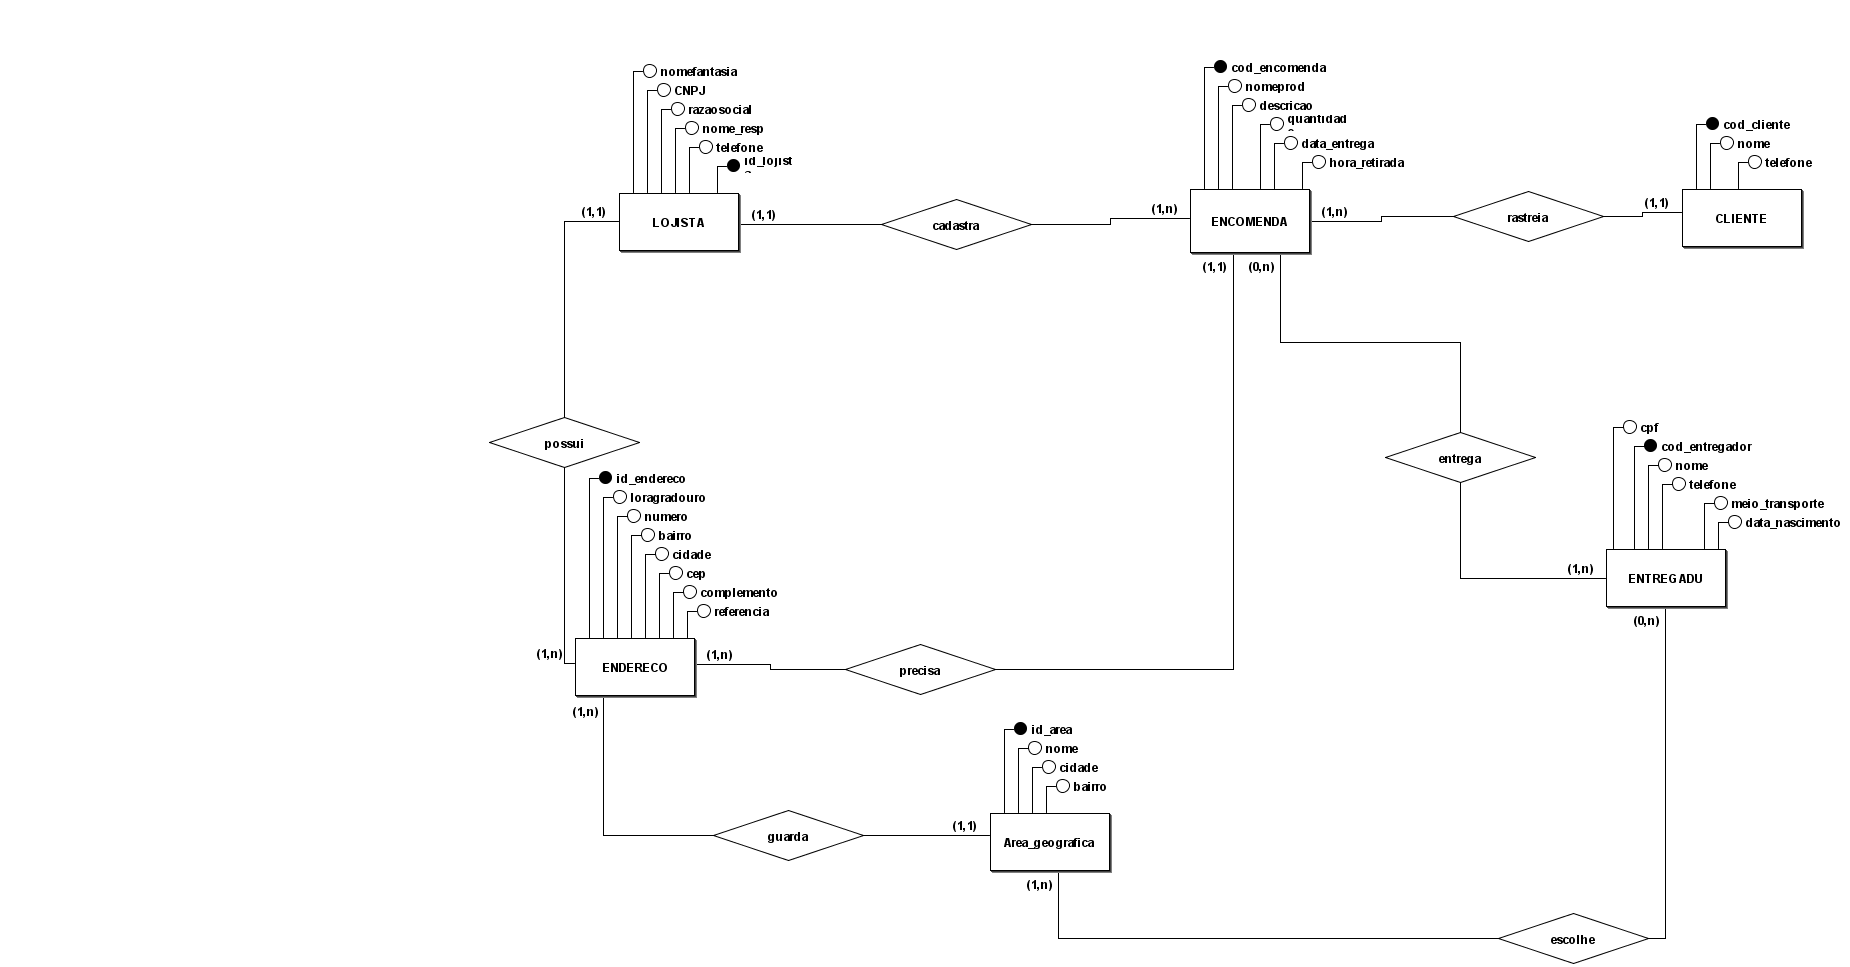 nomefantasia
CNPJ
razaosocial
nome_resp
telefone
id_lojist
LOJISTA
(1,1)
(1,1)
cadastra
(1,n)
cod_encomenda
nomeprod
descricao
quantidad
data_entrega
hora_retirada
ENCOMENDA
(1,n)
(1,1)
(0,n)
rastreia
(1,1)
cod_cliente
nome
telefone
CLIENTE
possui
entrega
cpf
cod_entregador
nome
telefone
meio_transporte
data_nascimento
(1,n)
ENTREGADU
(0,n)
id_endereco
loragradouro
numero
bairro
cidade
cep
complemento
referencia
(1,n)
ENDERECO
(1,n)
(1,n)
precisa
id_area
nome
cidade
bairro
guarda
(1,1)
Area_geografica
(1,n)
escolhe